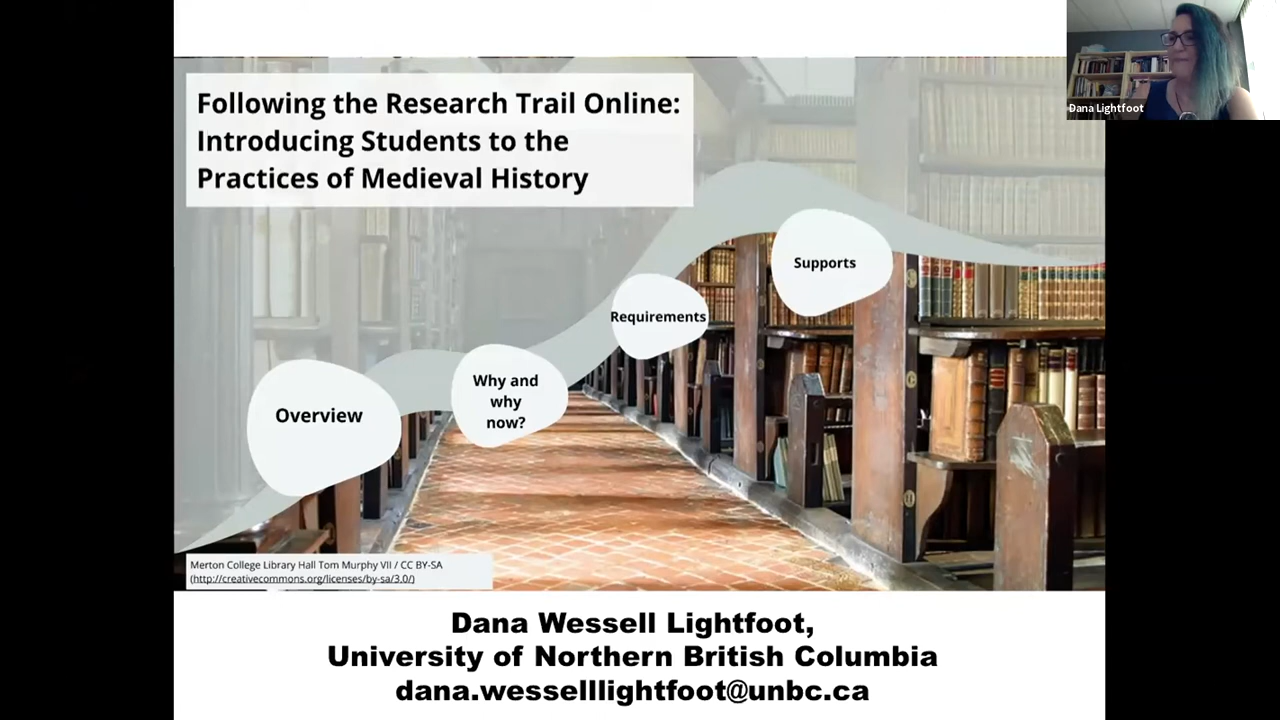 Following the Research Trail Online:
Introducing Students to the
Practices of Medieval History
Dana Lightfoot
Supports
Requirements
Why and
why
now?
Overview
Merton College Library Hall Tom Murphy VII / CC BY-SA
(http://creativecommons.org/licenses/by-sa/3.0/)
Dana Wessell Lightfoot,
University of Northern British Columbia
dana.wesselllightfoot@unbc.ca